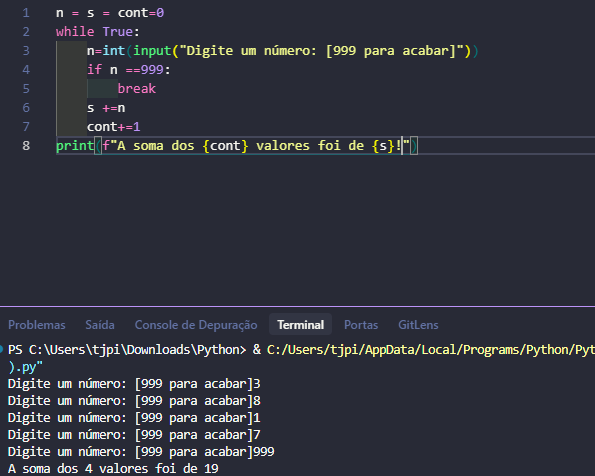 1 n = s = cont=0
2 while True:
3 n=int(input("Digite um número: [999 para acabar]"))
4 if n ==999:
5 break
6 s +=n
7 cont+=1
8 print(f"A soma dos {cont} valores foi de {s}!")
Problemas Saída Console de Depuração Terminal Portas GitLens
PS C:\Users\tjpi\Downloads\Python> & C:/Users/tjpi/AppData/Local/Programs/Python/Pyt
).py"
Digite um número: [999 para acabar]3
Digite um número: [999 para acabar]8
Digite um número: [999 para acabar]1
Digite um número: [999 para acabar]7
Digite um número: [999 para acabar]999
A soma dos 4 valores foi de 19